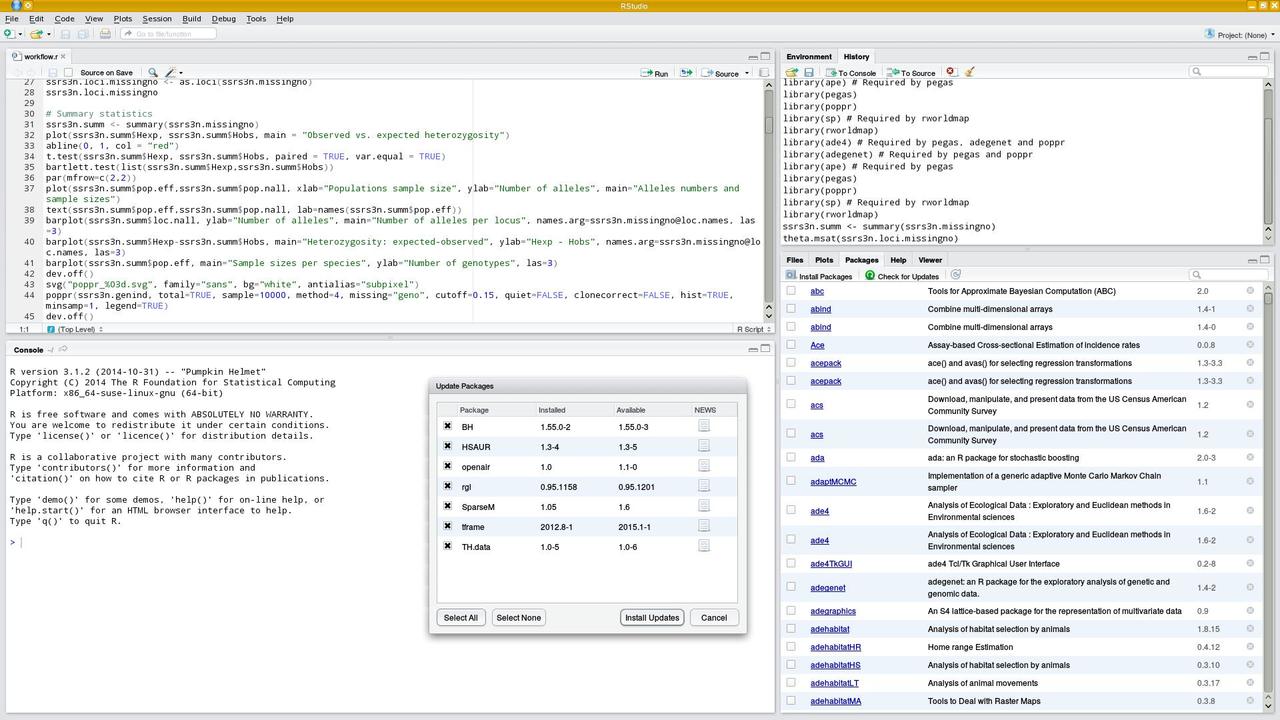 RStudio
File Edit Code View Plots Session Build Debug Tools Help
Go to file/function
Project: (None)
workflow.r
Source on Save
Run
Source
27 ssrs3n.loci.missingno <- as.loci(ssrs3n.missingno)
28 ssrs3n.loci.missingno
29
30 # Summary statistics
31 ssrs3n.summ <- summary(ssrs3n.missingno)
32 plot(ssrs3n.summ$Hexp, ssrs3n.summ$Hobs, main = "Observed vs. expected heterozygosity")
33 abline(0, 1, col = "red")
34 t.test(ssrs3n.summ$Hexp, ssrs3n.summ$Hobs, paired = TRUE, var.equal = TRUE)
35 bartlett.test(list(ssrs3n.summ$Hexp,ssrs3n.summ$Hobs))
36 par(mfrow=c(2,2))
37 plot(ssrs3n.summ$pop.eff,ssrs3n.summ$pop.nall, xlab="Populations sample size", ylab="Number of alleles", main="Alleles numbers and
sample sizes")
38 text(ssrs3n.summ$pop.eff,ssrs3n.summ$pop.nall, lab=names(ssrs3n.summ$pop.eff))
39 barplot(ssrs3n.summ$loc.nall, ylab="Number of alleles", main="Number of alleles per locus", names.arg=ssrs3n.missingno@loc.names, las
=3)
40 barplot(ssrs3n.summ$Hexp-ssrs3n.summ$Hobs, main="Heterozygosity: expected-observed", ylab="Hexp - Hobs", names.arg=ssrs3n.missingno@lo
c.names, las=3)
41 barplot(ssrs3n.summ$pop.eff, main="Sample sizes per species", ylab="Number of genotypes", las=3)
42 dev.off()
43 svg("poppr_%03d.svg", family="sans", bg="white", antialias="subpixel")
44 poppr(ssrs3n.genind, total=TRUE, sample=10000, method=4, missing="geno", cutoff=0.15, quiet=FALSE, clonecorrect=FALSE, hist=TRUE,
minsamp=1, legend=TRUE)
45 dev.off()
1:1 (Top Level) R Script
Console ~/
R version 3.1.2 (2014-10-31) -- "Pumpkin Helmet"
Copyright (C) 2014 The R Foundation for Statistical Computing
Platform: x86_64-suse-linux-gnu (64-bit)
R is free software and comes with ABSOLUTELY NO WARRANTY.
You are welcome to redistribute it under certain conditions.
Type 'license()' or 'licence()' for distribution details.
R is a collaborative project with many contributors.
Type 'contributors()' for more information and
'citation()' on how to cite R or R packages in publications.
Type 'demo()' for some demos, 'help()' for on-line help, or
'help.start()' for an HTML browser interface to help.
Type 'q()' to quit R.
>
Update Packages
Package Installed Available NEWS
BH 1.55.0-2 1.55.0-3
HSAUR 1.3-4 1.3-5
openair 1.0 1.1-0
rgl 0.95.1158 0.95.1201
SparseM 1.05 1.6
tframe 2012.8-1 2015.1-1
TH.data 1.0-5 1.0-6
Select All Select None Install Updates Cancel
Environment History
To Console To Source
library(ape) # Required by pegas
library(pegas)
library(poppr)
library(sp) # Required by rworldmap
library(rworldmap)
library(ade4) # Required by pegas, adegenet and poppr
library(adegenet) # Required by pegas and poppr
library(ape) # Required by pegas
library(pegas)
library(poppr)
library(sp) # Required by rworldmap
library(rworldmap)
ssrs3n.summ <- summary(ssrs3n.missingno)
theta.msat(ssrs3n.loci.missingno)
Files Plots Packages Help Viewer
Install Packages Check for Updates
abc Tools for Approximate Bayesian Computation (ABC) 2.0
abind Combine multi-dimensional arrays 1.4-1
abind Combine multi-dimensional arrays 1.4-0
Ace Assay-based Cross-sectional Estimation of incidence rates 0.0.8
acepack ace() and avas() for selecting regression transformations 1.3-3.3
acepack ace() and avas() for selecting regression transformations 1.3-3.3
acs Download, manipulate, and present data from the US Census American
Community Survey 1.2
acs Download, manipulate, and present data from the US Census American
Community Survey 1.2
ada ada: an R package for stochastic boosting 2.0-3
adaptMCMC Implementation of a generic adaptive Monte Carlo Markov Chain
sampler 1.1
ade4 Analysis of Ecological Data : Exploratory and Euclidean methods in
Environmental sciences 1.6-2
ade4 Analysis of Ecological Data : Exploratory and Euclidean methods in
Environmental sciences 1.6-2
ade4TkGUI ade4 Tcl/Tk Graphical User Interface 0.2-8
adegenet adegenet: an R package for the exploratory analysis of genetic and
genomic data. 1.4-2
adegraphics An S4 lattice-based package for the representation of multivariate data 0.9
adehabitat Analysis of habitat selection by animals 1.8.15
adehabitatHR Home range Estimation 0.4.12
adehabitatHS Analysis of habitat selection by animals 0.3.10
adehabitatLT Analysis of animal movements 0.3.17
adehabitatMA Tools to Deal with Raster Maps 0.3.8